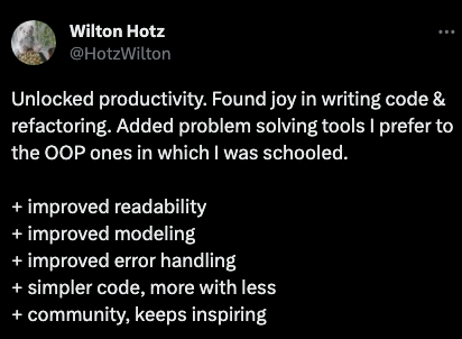 Wilton Hotz
@HotzWilton
Unlocked productivity. Found joy in writing code &
refactoring. Added problem solving tools I prefer to
the OOP ones in which I was schooled.
+ improved readability
+ improved modeling
+ improved error handling
+ simpler code, more with less
+ community, keeps inspiring